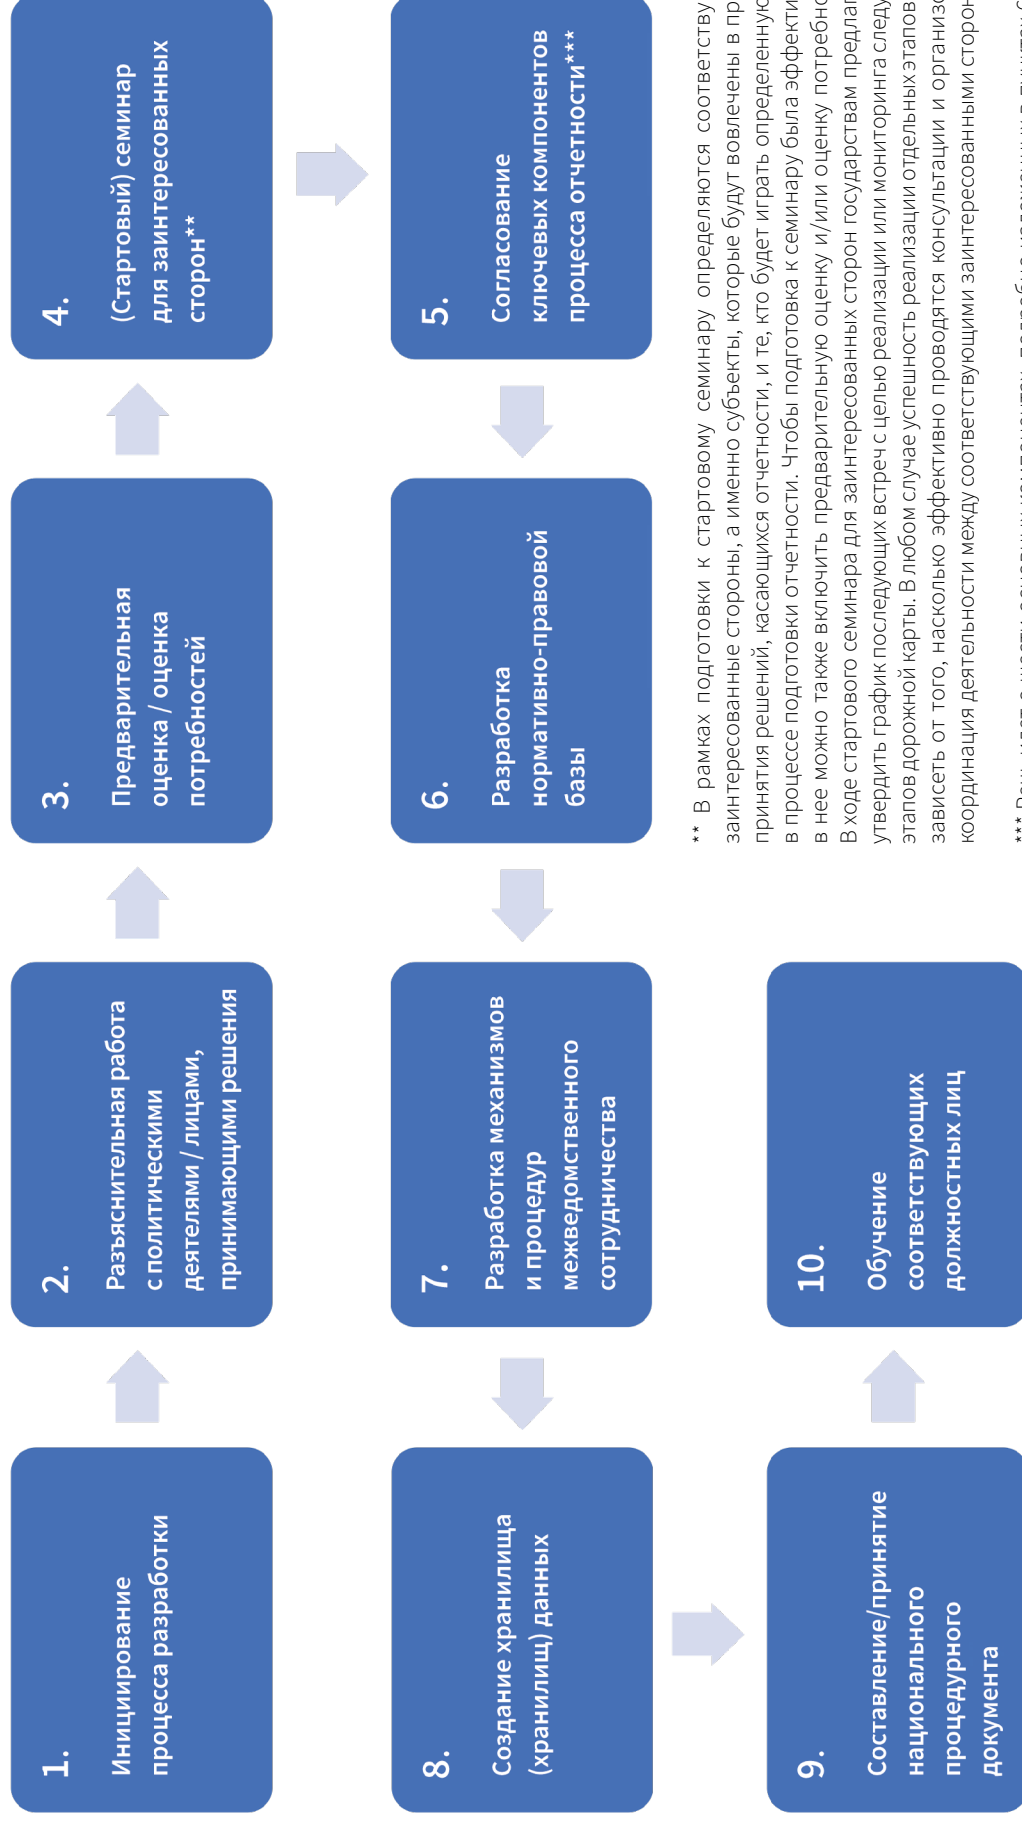 1.
Инициирование
процесса разработки
2.
Разъяснительная работа
с политическими
деятелями / лицами,
принимающими решения
3.
Предварительная
оценка / оценка
потребностей
4.
(Стартовый) семинар
для заинтересованных
сторон**
5.
Согласование
ключевых компонентов
процесса отчетности***
6.
Разработка
нормативно-правовой
базы
7.
Разработка механизмов
и процедур
межведомственного
сотрудничества
8.
Создание хранилища
(хранилищ) данных
9.
Составление/принятие
национального
процедурного
документа
10.
Обучение
соответствующих
должностных лиц
** В рамках подготовки к стартовому семинару определяются соответству
заинтересованные стороны, а именно субъекты, которые будут вовлечены в пр
принятия решений, касающихся отчетности, и те, кто будет играть определенную
в процессе подготовки отчетности. Чтобы подготовка к семинару была эффекти
в нее можно также включить предварительную оценку и/или оценку потребно
В ходе стартового семинара для заинтересованных сторон государствам предлаг
утвердить график последующих встреч с целью реализации или мониторинга следу
этапов дорожной карты. В любом случае успешность реализации отдельных этапов
зависеть от того, насколько эффективно проводятся консультации и организо
координация деятельности между соответствующими заинтересованными сторон
***